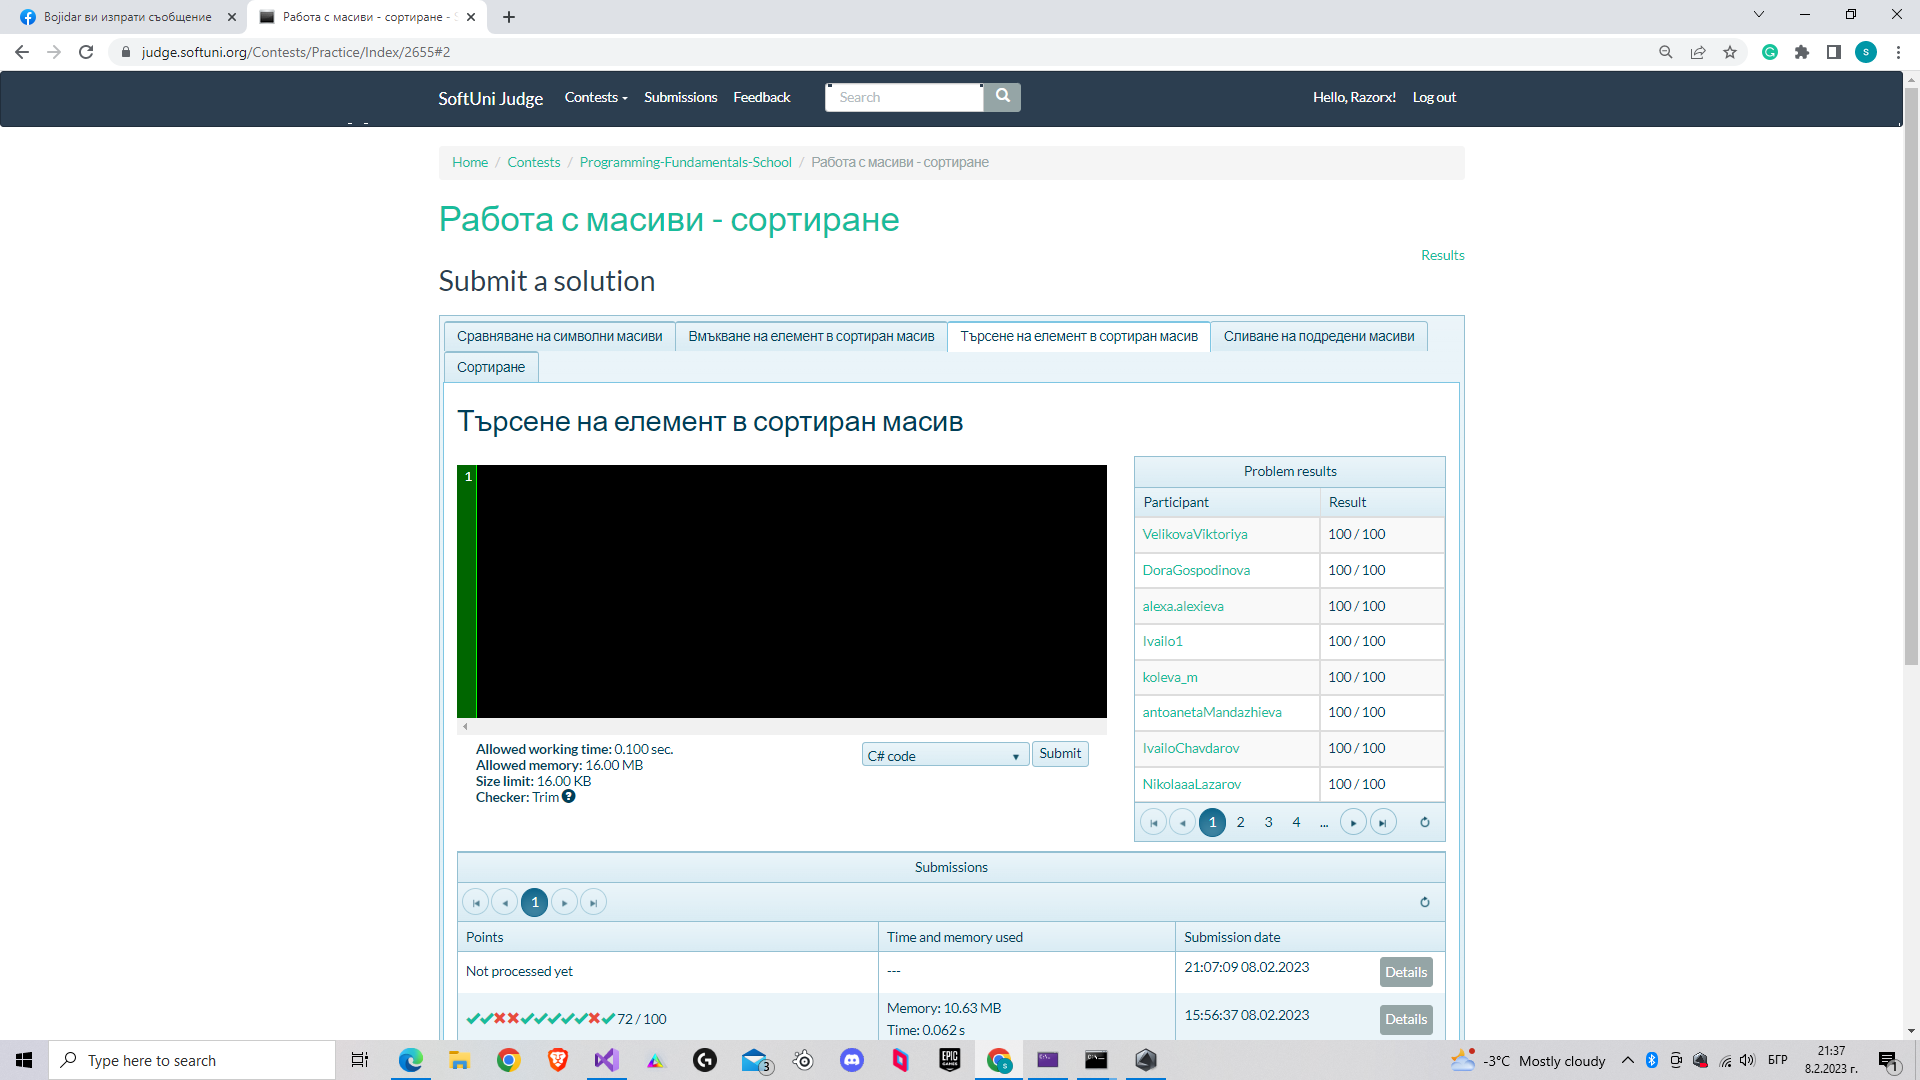 Bojidar ви изпрати съобщение
Работа с масиви - сортиране - S
judge.softuni.org/Contests/Practice/Index/2655#2
s
SoftUni Judge
Contests
Submissions
Feedback
Search
Hello, Razorx!
Log out
Home / Contests / Programming-Fundamentals-School / Работа с масиви - сортиране
Работа с масиви - сортиране
Results
Submit a solution
Сравняване на символни масиви
Вмъкване на елемент в сортиран масив
Търсене на елемент в сортиран масив
Сливане на подредени масиви
Сортиране
Търсене на елемент в сортиран масив
1
Allowed working time: 0.100 sec.
Allowed memory: 16.00 MB
Size limit: 16.00 KB
Checker: Trim ?
C# code
Submit
Problem results
Participant Result
VelikovaViktoriya 100 / 100
DoraGospodinova 100 / 100
alexa.alexieva 100 / 100
Ivailo1 100 / 100
koleva_m 100 / 100
antoanetaMandazhieva 100 / 100
IvailoChavdarov 100 / 100
NikolaaaLazarov 100 / 100
1 2 3 4 ...
Submissions
1
Points Time and memory used Submission date
Not processed yet --- 21:07:09 08.02.2023 Details
72 / 100 Memory: 10.63 MB 15:56:37 08.02.2023 Details
Time: 0.062 s
Type here to search
3
EPIC GAMES
s
-3°C Mostly cloudy
БГР
21:37
8.2.2023 г.
1